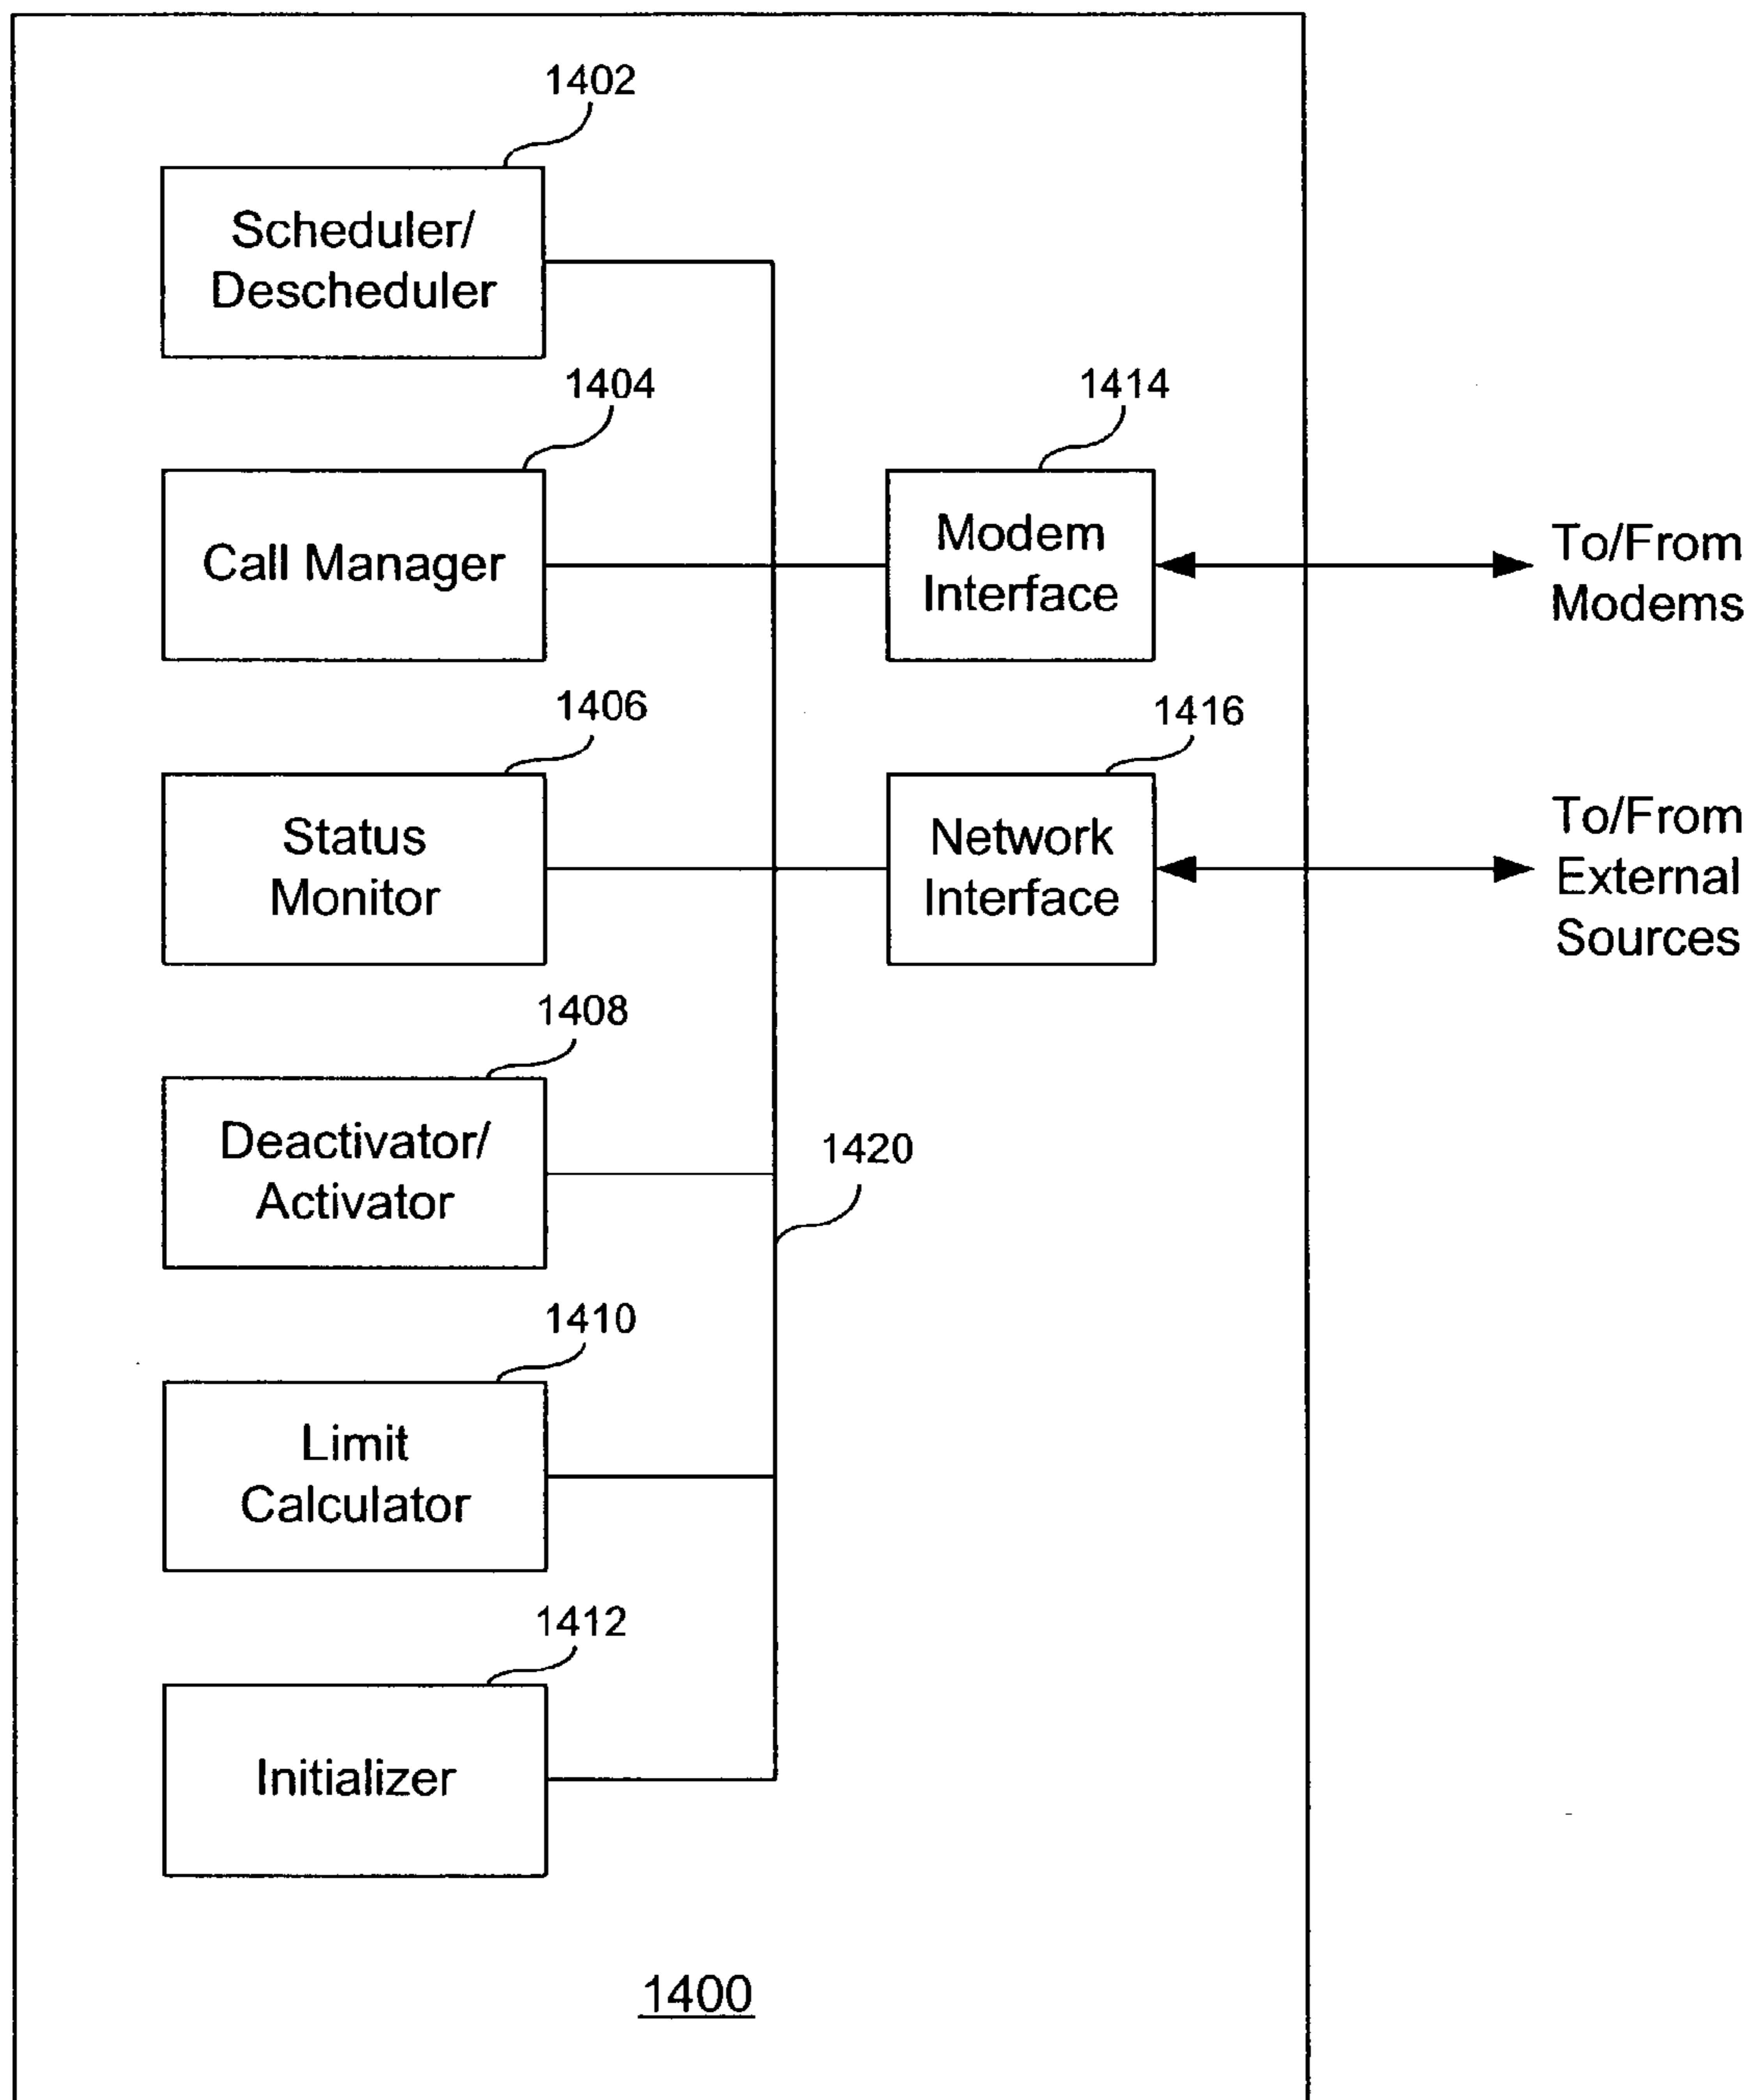 1402
Scheduler/
Descheduler
1404
Call Manager
1414
Modem
Interface
To/From
Modems
1406
Status
Monitor
1416
Network
Interface
To/From
External
Sources
1408
Deactivator/
Activator
1420
1410
Limit
Calculator
1412
Initializer
1400